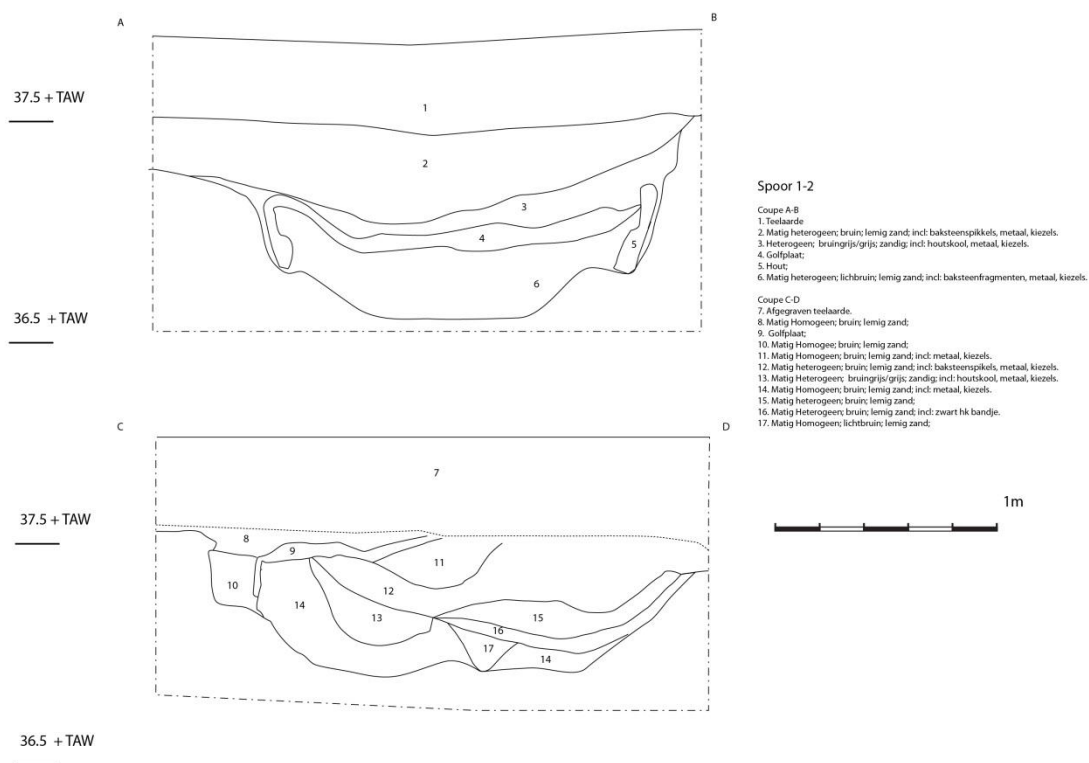 A
B
37.5 + TAW
1
2
3
4
5
6
36.5 + TAW
Spoor 1-2
Coupe A-B
1. Teelaarde
2. Matig heterogeen; bruin; lemig zand; incl: baksteenspikkels, metaal, kiezels.
3. Heterogeen; bruingrijs/grijs; zandig; incl: houtskool, metaal, kiezels.
4. Golfplaat;
5. Hout;
6. Matig heterogeen; lichbruin; lemig zand; incl: baksteenfragmenten, metaal, kiezels.
Coupe C-D
7. Afgegraven teelaarde.
8. Matig Homogeen; bruin; lemig zand;
9. Golfplaat;
10. Matig Homogee; bruin; lemig zand;
11. Matig Homogeen; bruin; lemig zand; incl: metaal, kiezels.
12. Matig heterogeen; bruin; lemig zand; incl: baksteenspikels, metaal, kiezels.
13. Matig Heterogeen; bruingrijs/grijs; zandig; incl: houtskool, metaal, kiezels.
14. Matig Homogeen; bruin; lemig zand; incl: metaal, kiezels.
15. Matig heterogeen; bruin; lemig zand;
16. Matig Heterogeen; bruin; lemig zand; incl: zwart hk bandje.
17. Matig Homogeen; lichtbruin; lemig zand;
1m
C
D
7
37.5 + TAW
8
9
10
11
12
13
14
15
16
17
14
36.5 + TAW